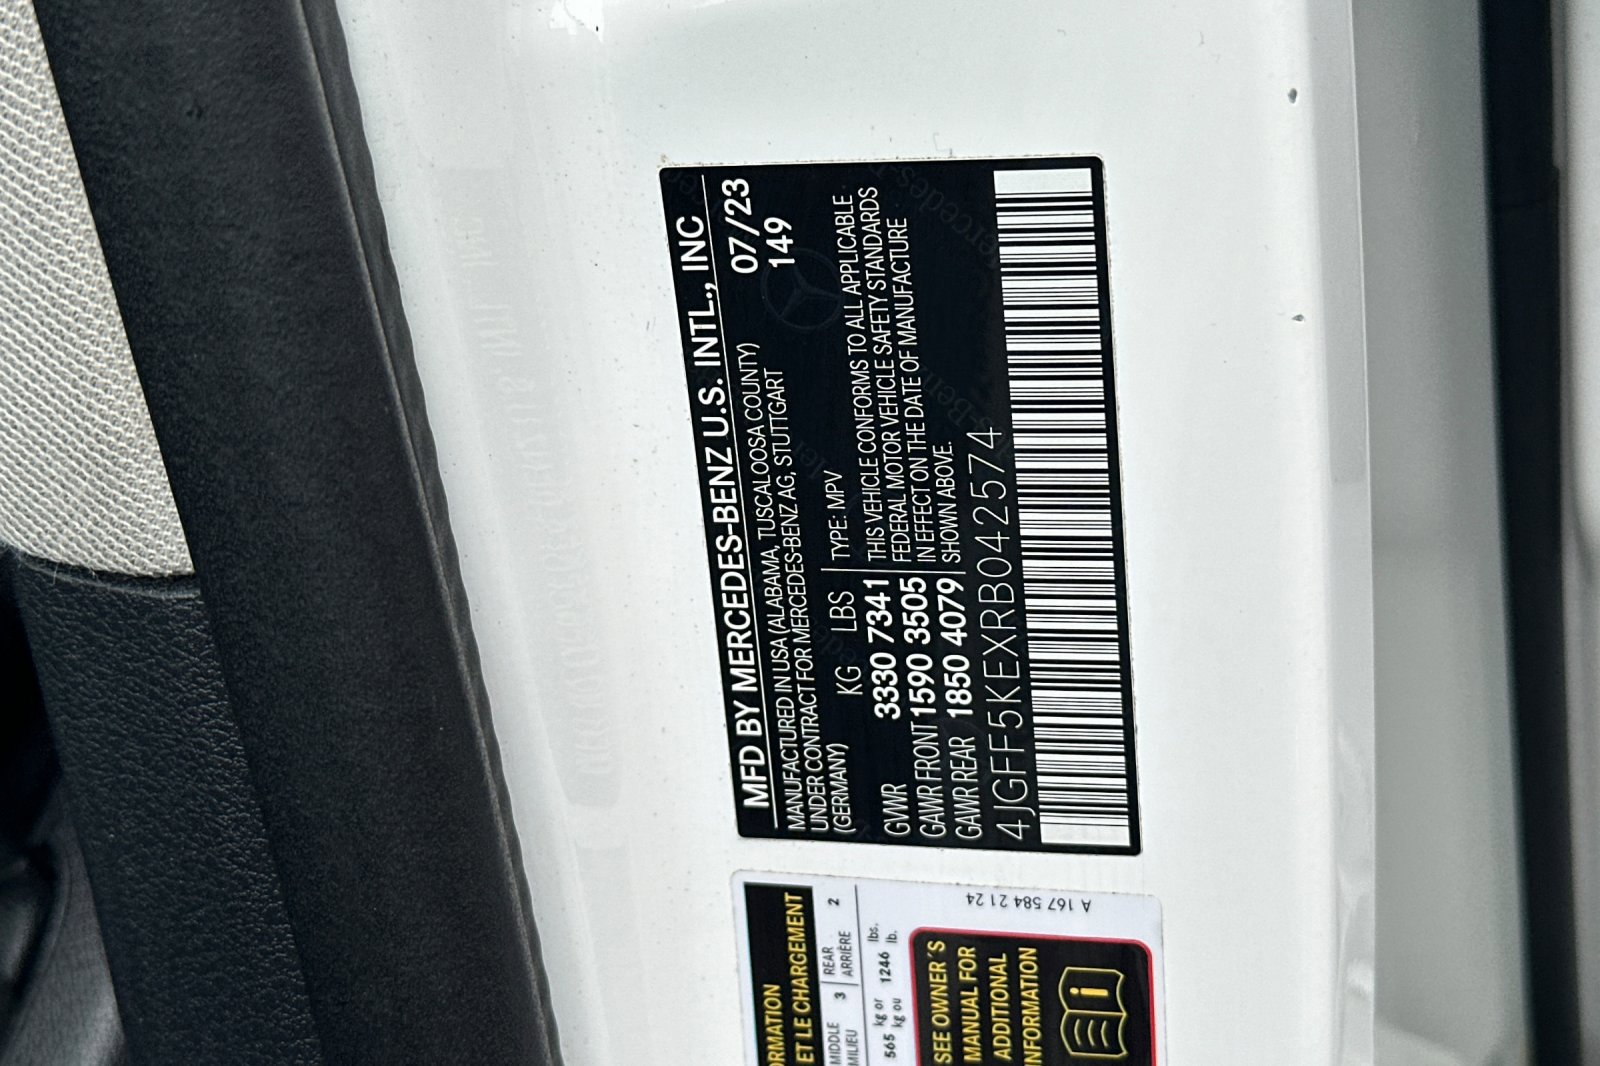 MFD BY MERCEDES-BENZ U.S. INTL., INC
MANUFACTURED IN USA (ALABAMA, TUSCALOOSA COUNTY) 07/23
UNDER CONTRACT FOR MERCEDES-BENZ AG, STUTTGART 149
(GERMANY)
KG LBS TYPE: MPV
GVWR 3330 7341 THIS VEHICLE CONFORMS TO ALL APPLICABLE
FEDERAL MOTOR VEHICLE SAFETY STANDARDS
GAWR FRONT 1590 3505 IN EFFECT ON THE DATE OF MANUFACTURE
GAWR REAR 1850 4079 SHOWN ABOVE.
4JGFF5KEXRB042574
ORMATION
ET LE CHARGEMENT
MIDDLE 3 REAR 2
MILIEU ARRIÈRE
565 kg or 1246 lbs.
kg ou lb.
SEE OWNER'S
MANUAL FOR
ADDITIONAL
INFORMATION
A 167 584 21 24